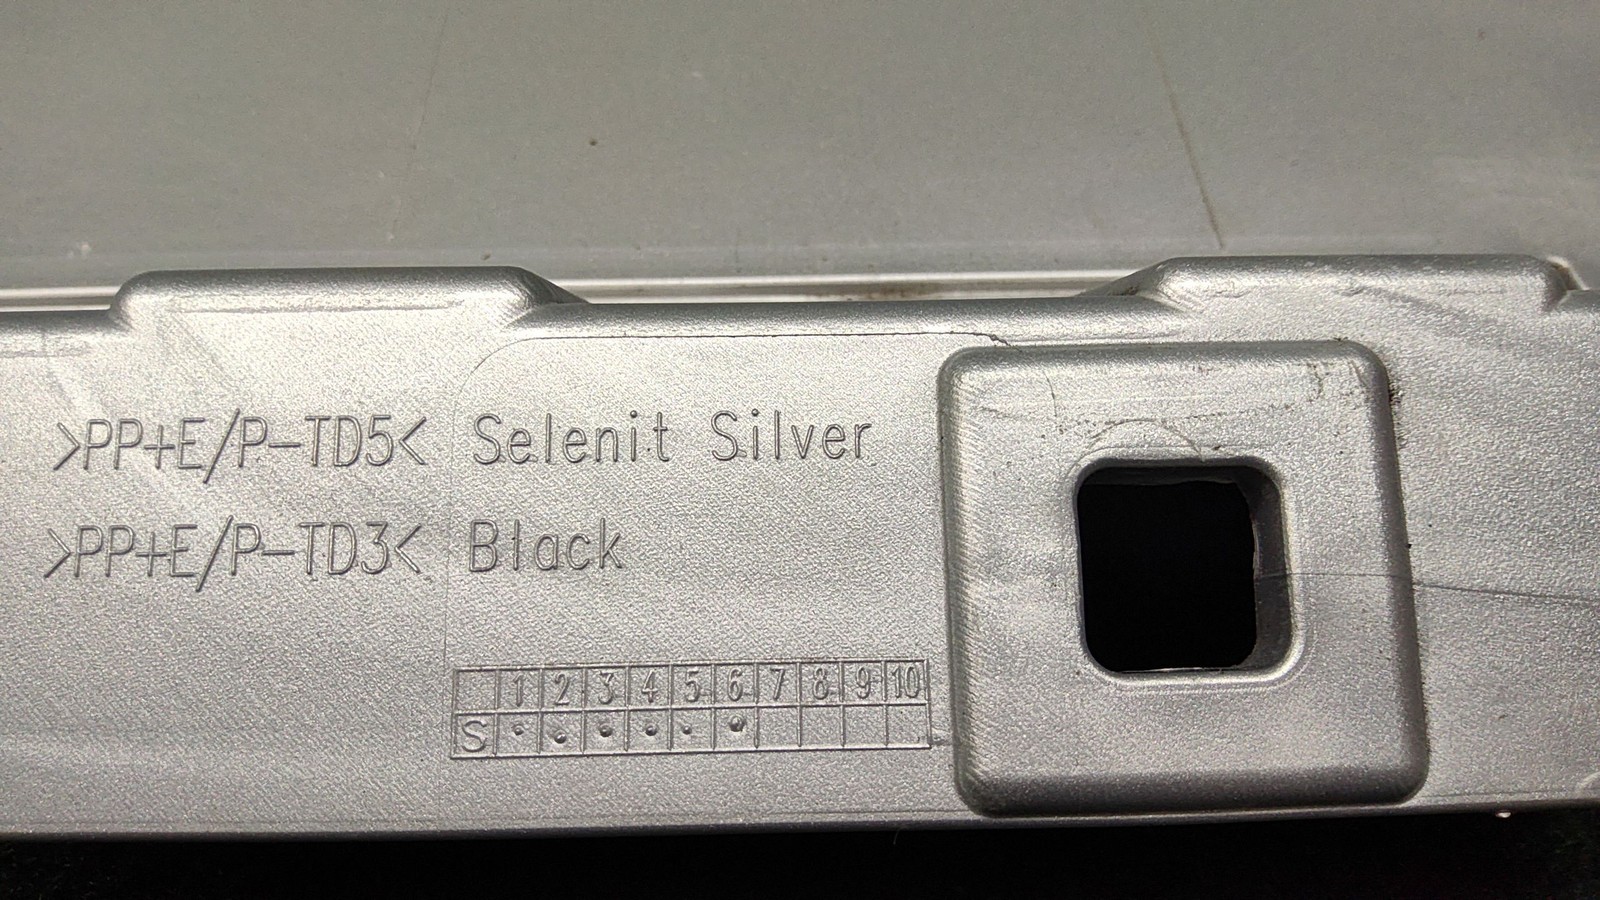 >PP+E/P-TD5< Selenit Silver
>PP+E/P-TD3< Black
1 2 3 4 5 6 7 8 9 10
S